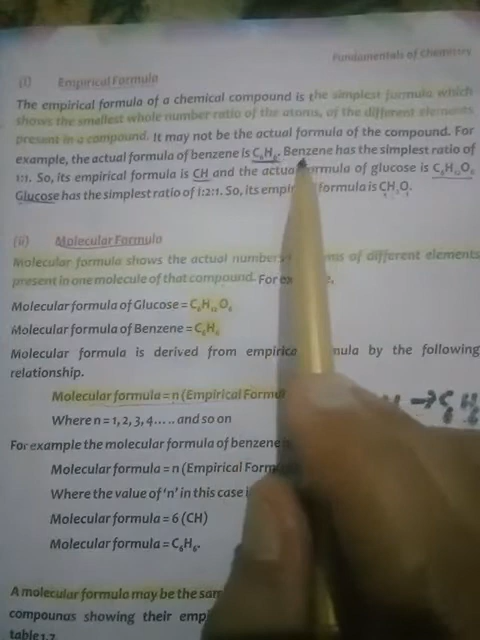 Fundamentals of Chemistry
(i) Empirical Formula
The empirical formula of a chemical compound is the simplest formula which
shows the smallest whole number ratio of the atoms, of the different elements
present in a compound. It may not be the actual formula of the compound. For
example, the actual formula of benzene is C₆H₆. Benzene has the simplest ratio of
1:1. So, its empirical formula is CH and the actual formula of glucose is C₆H₁₂O₆
Glucose has the simplest ratio of 1:2:1. So, its empi formula is CH₂O.
(ii) Molecular Formula
Molecular formula shows the actual numbers ms of different elements
present in one molecule of that compound. For ex
Molecular formula of Glucose = C₆H₁₂O₆
Molecular formula of Benzene = C₆H₆
Molecular formula is derived from empirica mula by the following
relationship.
Molecular formula = n (Empirical Formu
→ C₆ H₆
Where n = 1, 2, 3, 4..... and so on
For example the molecular formula of benzene
Molecular formula = n (Empirical Form
Where the value of 'n' in this case i
Molecular formula = 6 (CH)
Molecular formula = C₆H₆.
A molecular formula may be the sam
compounds showing their emp
table 1.7.